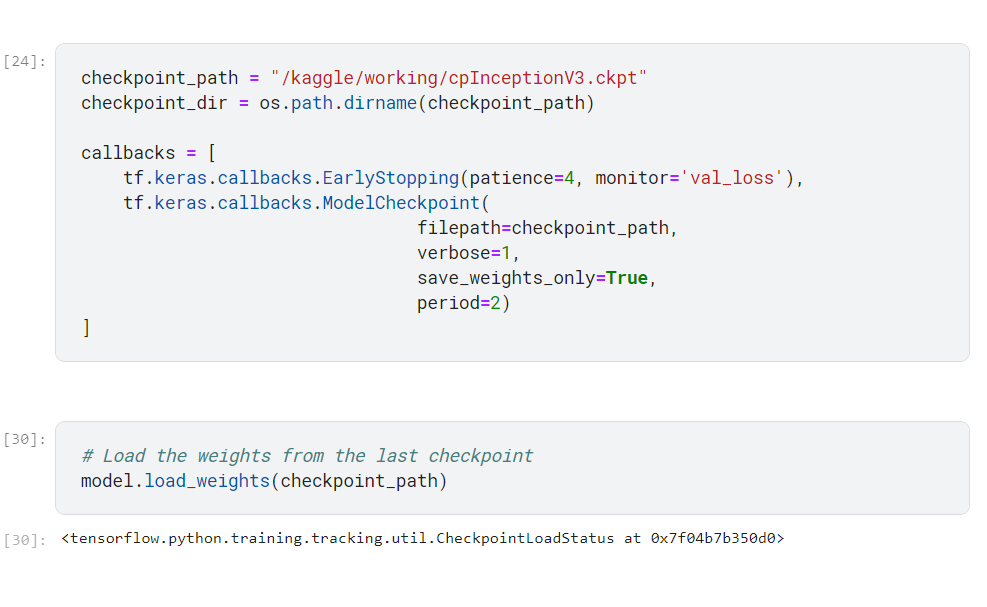 [24]:
checkpoint_path = "/kaggle/working/cpInceptionV3.ckpt"
checkpoint_dir = os.path.dirname(checkpoint_path)
callbacks = [
    tf.keras.callbacks.EarlyStopping(patience=4, monitor='val_loss'),
    tf.keras.callbacks.ModelCheckpoint(
                                filepath=checkpoint_path,
                                verbose=1,
                                save_weights_only=True,
                                period=2)
]
[30]:
# Load the weights from the last checkpoint
model.load_weights(checkpoint_path)
[30]: <tensorflow.python.training.tracking.util.CheckpointLoadStatus at 0x7f04b7b350d0>